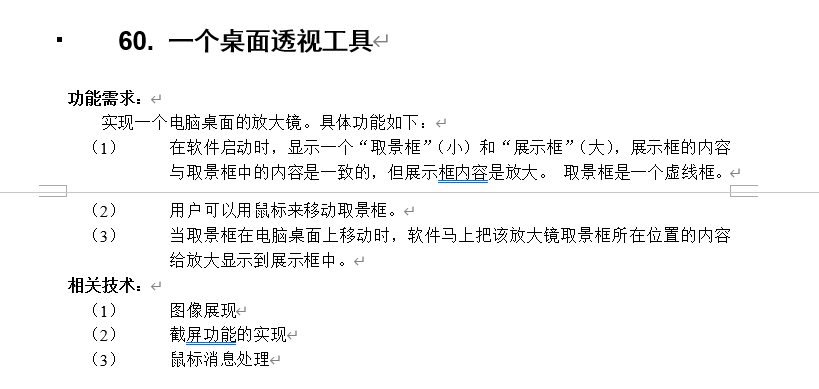 60. 一个桌面透视工具
功能需求：
实现一个电脑桌面的放大镜。具体功能如下：
（1） 在软件启动时，显示一个“取景框”（小）和“展示框”（大），展示框的内容
与取景框中的内容是一致的，但展示框内容是放大。 取景框是一个虚线框。
（2） 用户可以用鼠标来移动取景框。
（3） 当取景框在电脑桌面上移动时，软件马上把该放大镜取景框所在位置的内容
给放大显示到展示框中。
相关技术：
（1） 图像展现
（2） 截屏功能的实现
（3） 鼠标消息处理